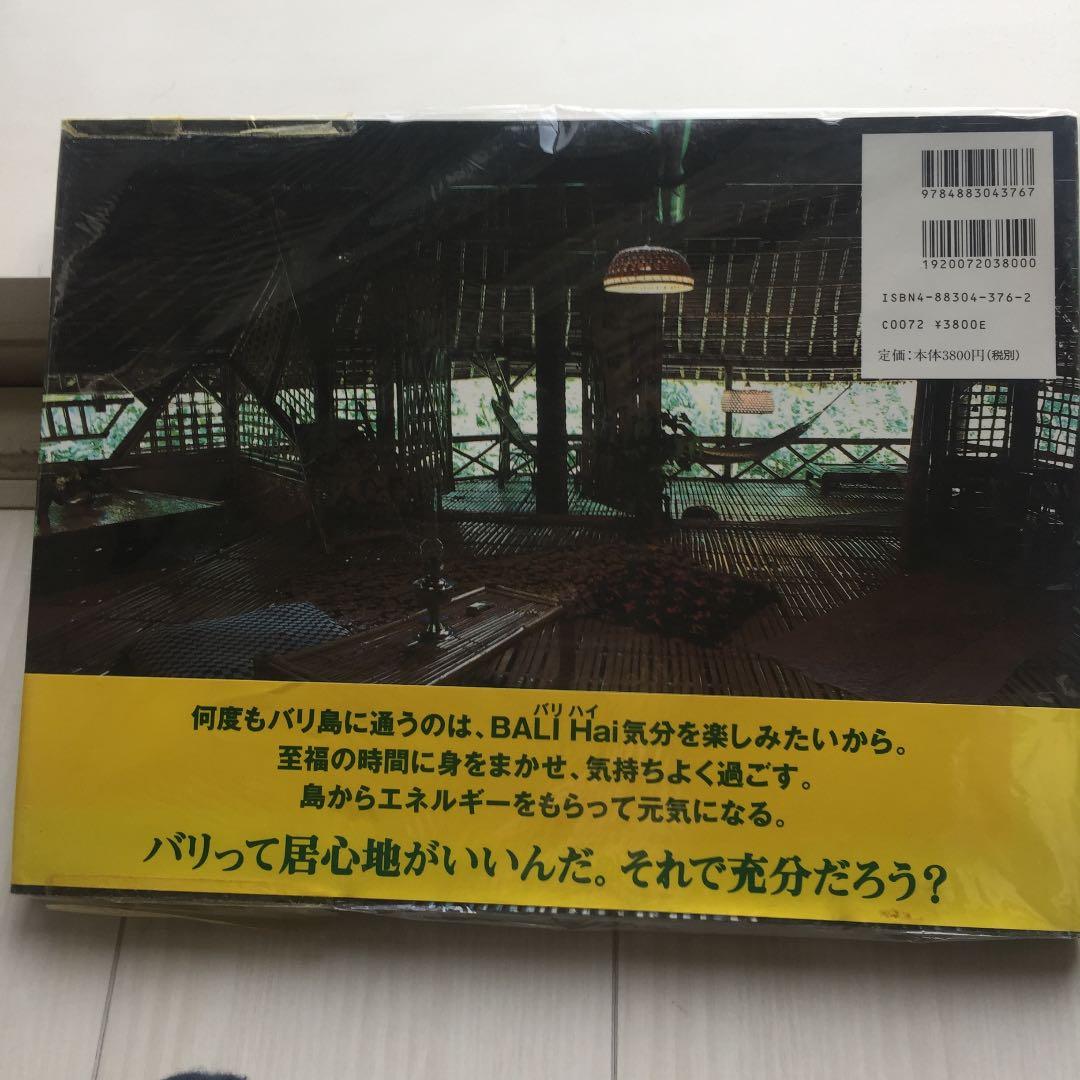 9784883043767
1920072038000
ISBN4-88304-376-2
C0072 ¥3800E
定価:本体3800円(税別)
バリ ハイ
何度もバリ島に通うのは、BALI Hai気分を楽しみたいから。
至福の時間に身をまかせ、気持ちよく過ごす。
島からエネルギーをもらって元気になる。
バリって居心地がいいんだ。それで充分だろう?